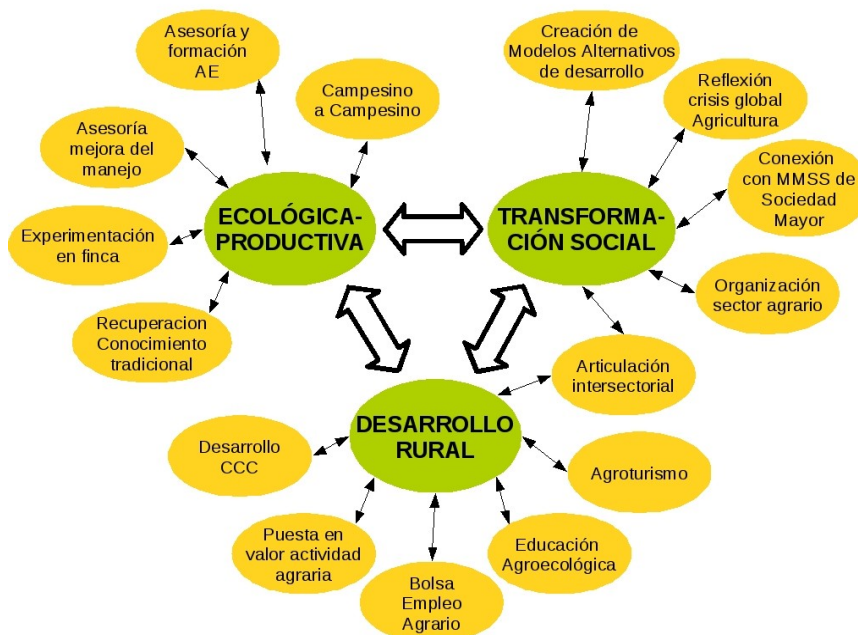 Asesoría y
formación
AE
Campesino
a Campesino
Asesoría
mejora del
manejo
ECOLÓGICA-
PRODUCTIVA
Experimentación
en finca
Recuperacion
Conocimiento
tradicional
Creación de
Modelos Alternativos
de desarrollo
Reflexión
crisis global
Agricultura
Conexión
con MMSS de
Sociedad
Mayor
TRANSFORMA-
CIÓN SOCIAL
Organización
sector agrario
Articulación
intersectorial
DESARROLLO
RURAL
Desarrollo
CCC
Agroturismo
Puesta en
valor actividad
agraria
Bolsa
Empleo
Agrario
Educación
Agroecológica